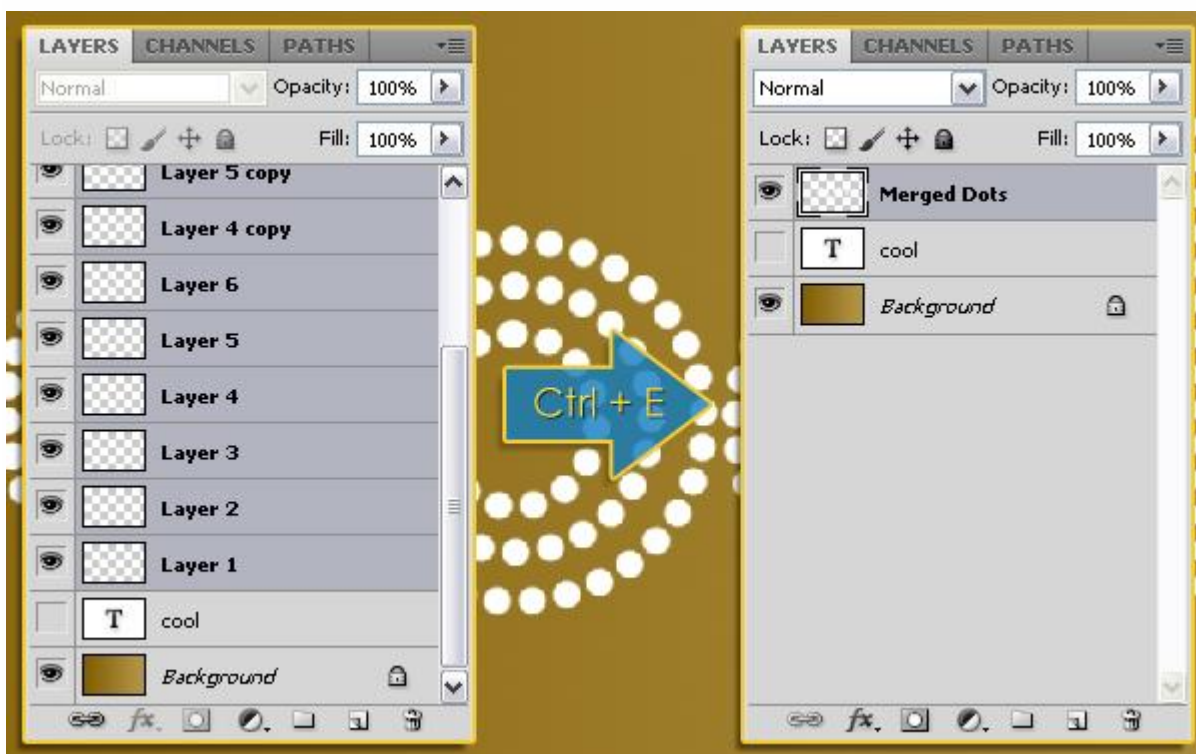 LAYERS CHANNELS PATHS
Normal Opacity: 100%
Lock: Fill: 100%
Layer 5 copy
Layer 4 copy
Layer 6
Layer 5
Layer 4
Layer 3
Layer 2
Layer 1
T cool
Background
fx.
Ctrl + E
LAYERS CHANNELS PATHS
Normal Opacity: 100%
Lock: Fill: 100%
Merged Dots
T cool
Background
fx.